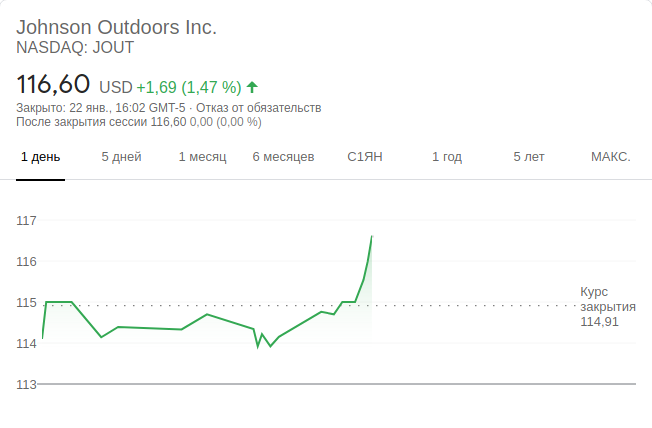 Johnson Outdoors Inc.
NASDAQ: JOUT
116,60 USD +1,69 (1,47 %)
Закрыто: 22 янв., 16:02 GMT-5 · Отказ от обязательств
После закрытия сессии 116,60 0,00 (0,00 %)
1 день 5 дней 1 месяц 6 месяцев С1ЯН 1 год 5 лет МАКС.
117
116
115
114
113
Курс
закрытия
114,91